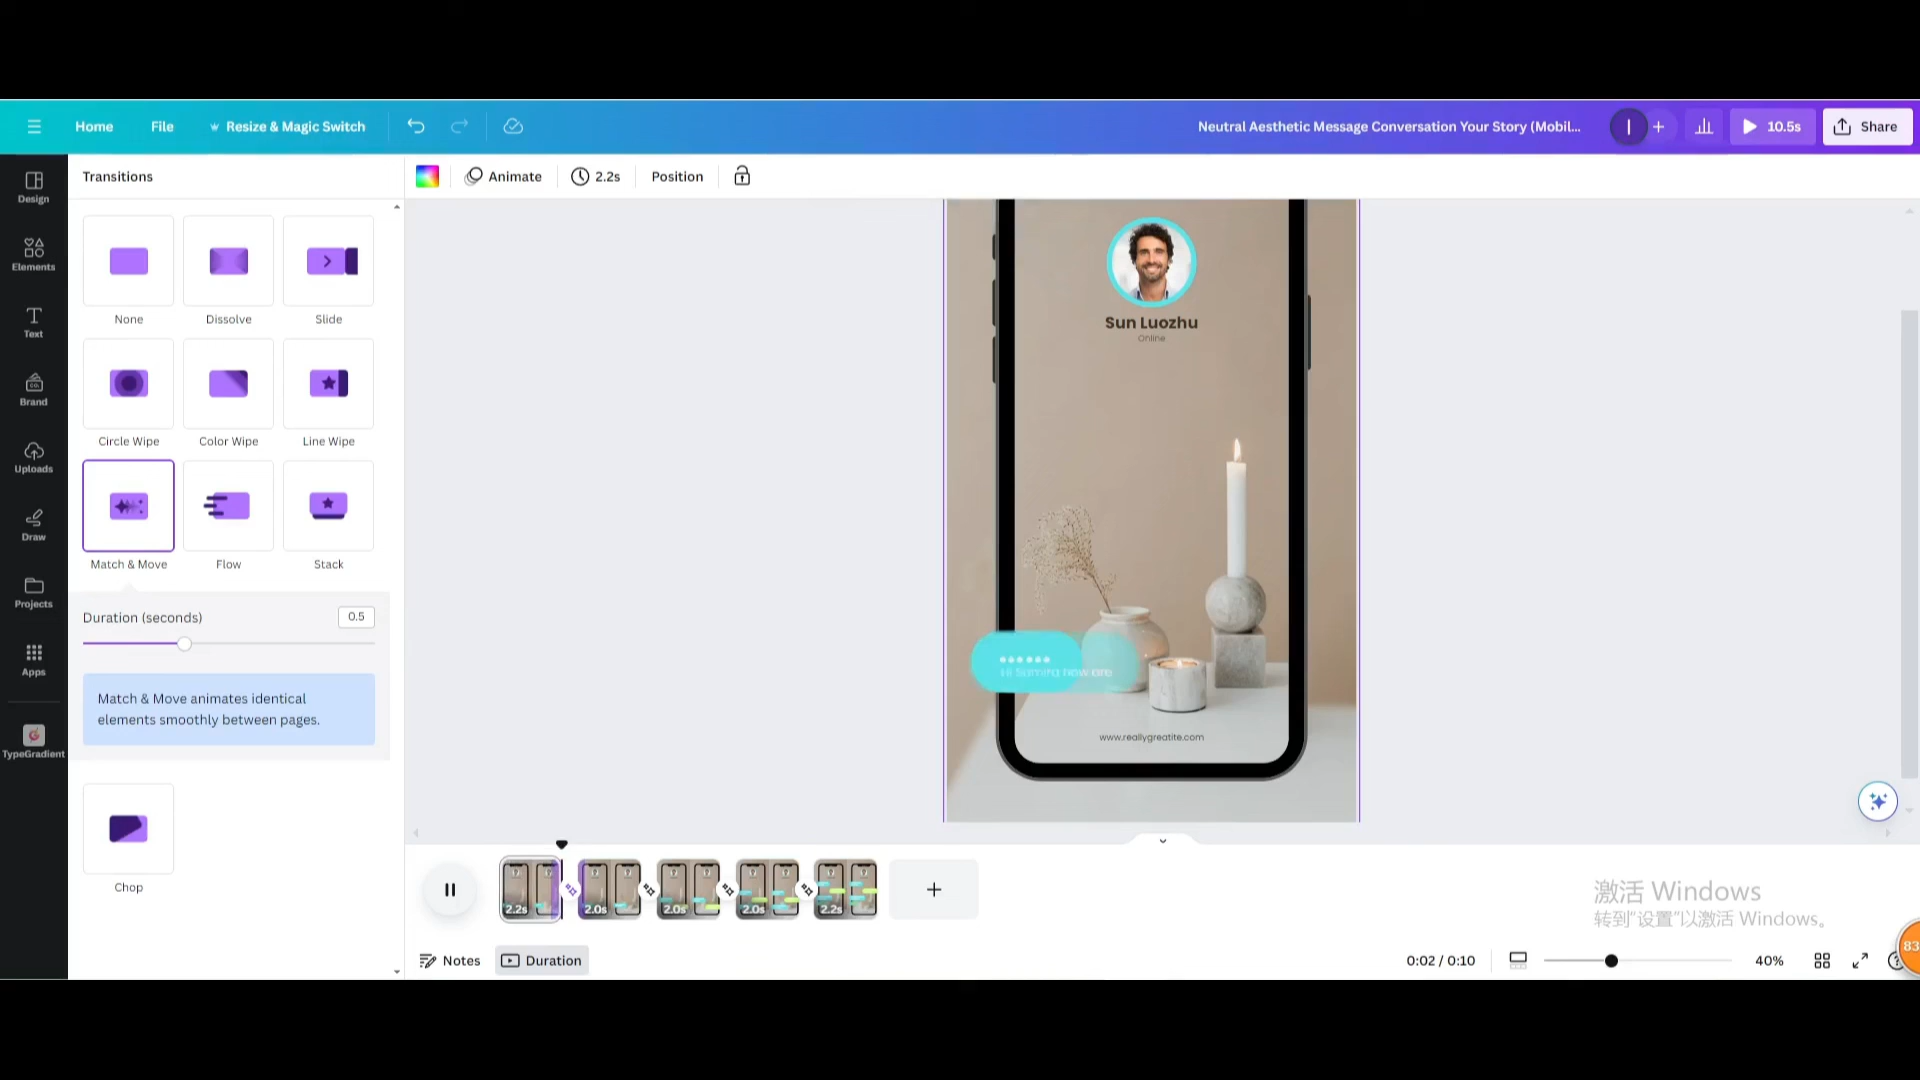 Home
File
Resize & Magic Switch
Neutral Aesthetic Message Conversation Your Story (Mobil...
10.5s
Share
Design
Elements
Text
Brand
Uploads
Draw
Projects
Apps
TypeGradient
Transitions
None
Dissolve
Slide
Circle Wipe
Color Wipe
Line Wipe
Match & Move
Flow
Stack
Duration (seconds)
0.5
Match & Move animates identical
elements smoothly between pages.
Chop
Animate
2.2s
Position
Sun Luozhu
Online
www.reallygreatite.com
2.2s
2.0s
2.0s
2.0s
2.2s
激活 Windows
转到“设置”以激活 Windows。
Notes
Duration
0:02 / 0:10
40%
83